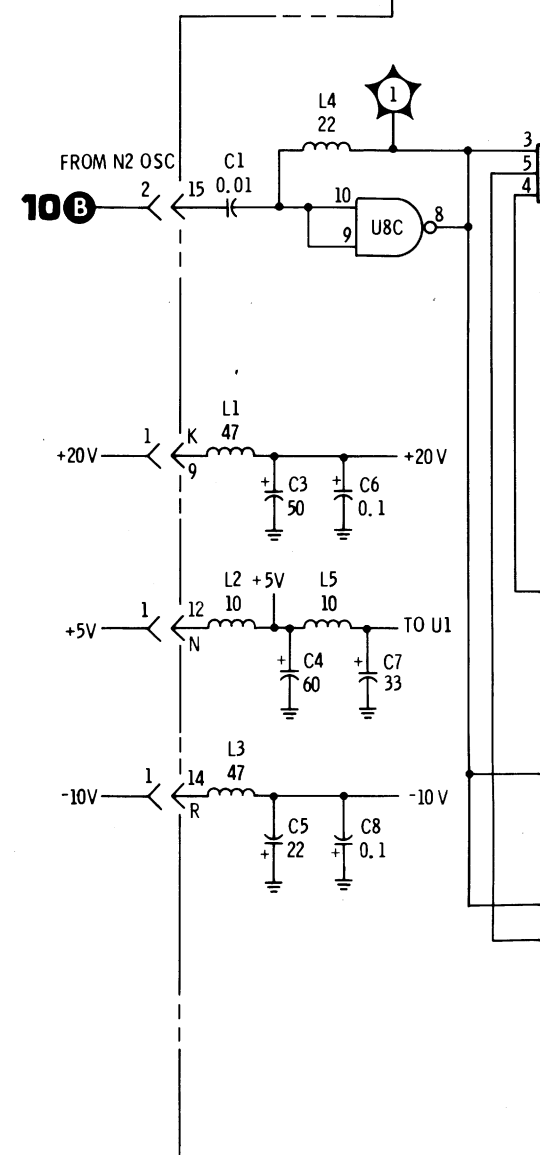 1
L4
22
3
5
4
FROM N2 OSC
C1
0.01
2
15
10
8
10 B
U8C
9
L1
47
1
K
+20V
+20V
9
+
C3
50
+
C6
0.1
L2
+5V
L5
10
10
1
12
+5V
TO U1
N
+
C4
60
+
C7
33
L3
47
1
14
-10V
-10V
R
C5
22
+
C8
0.1
+